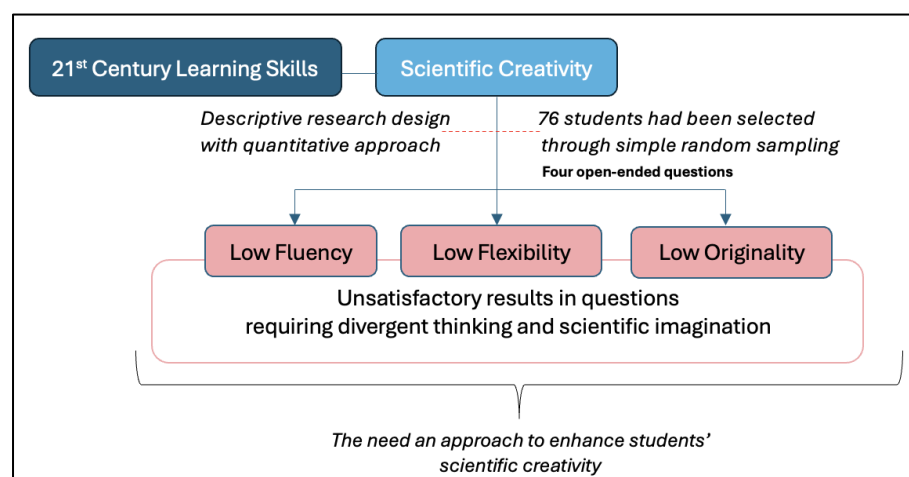 21st Century Learning Skills
Scientific Creativity
Descriptive research design
with quantitative approach
76 students had been selected
through simple random sampling
Four open-ended questions
Low Fluency
Low Flexibility
Low Originality
Unsatisfactory results in questions
requiring divergent thinking and scientific imagination
The need an approach to enhance students’
scientific creativity